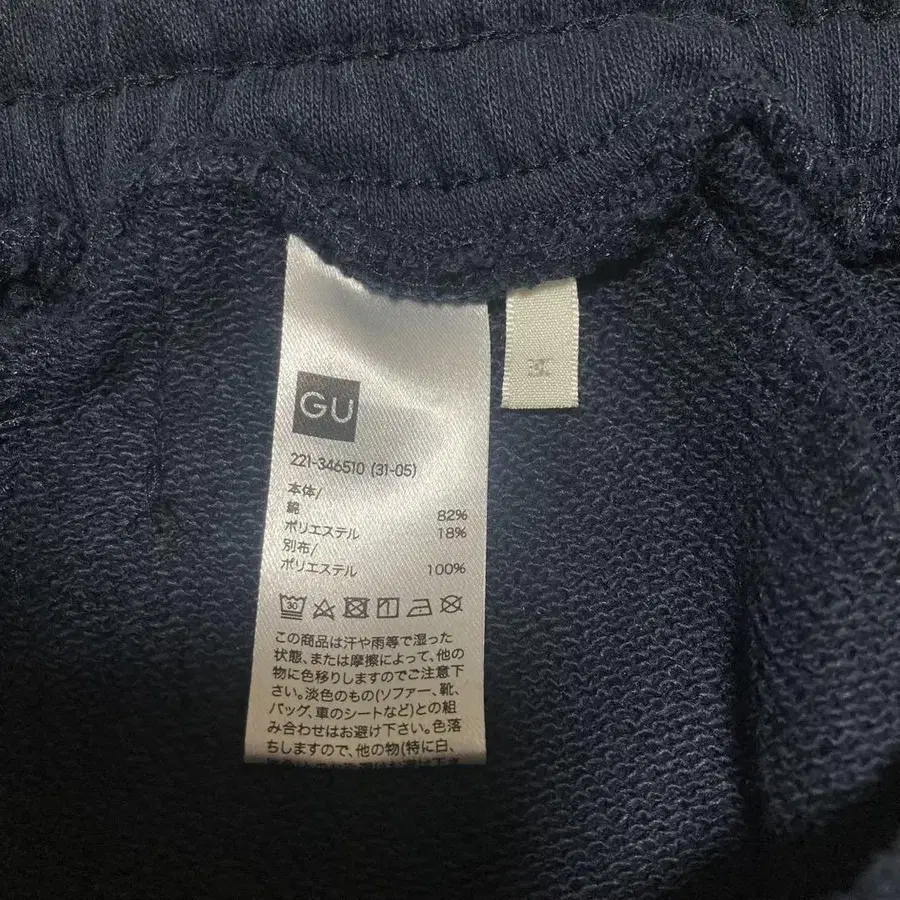 GU
221-346510 (31-05)
本体/
綿 82%
ポリエステル 18%
別布/
ポリエステル 100%
30
この商品は汗や雨等で湿った
状態、または摩擦によって、他の
物に色移りしますのでご注意下
さい。淡色のもの(ソファー、靴、
バッグ、車のシートなど)との組
み合わせはお避け下さい。色落
ちしますので、他の物(特に白、